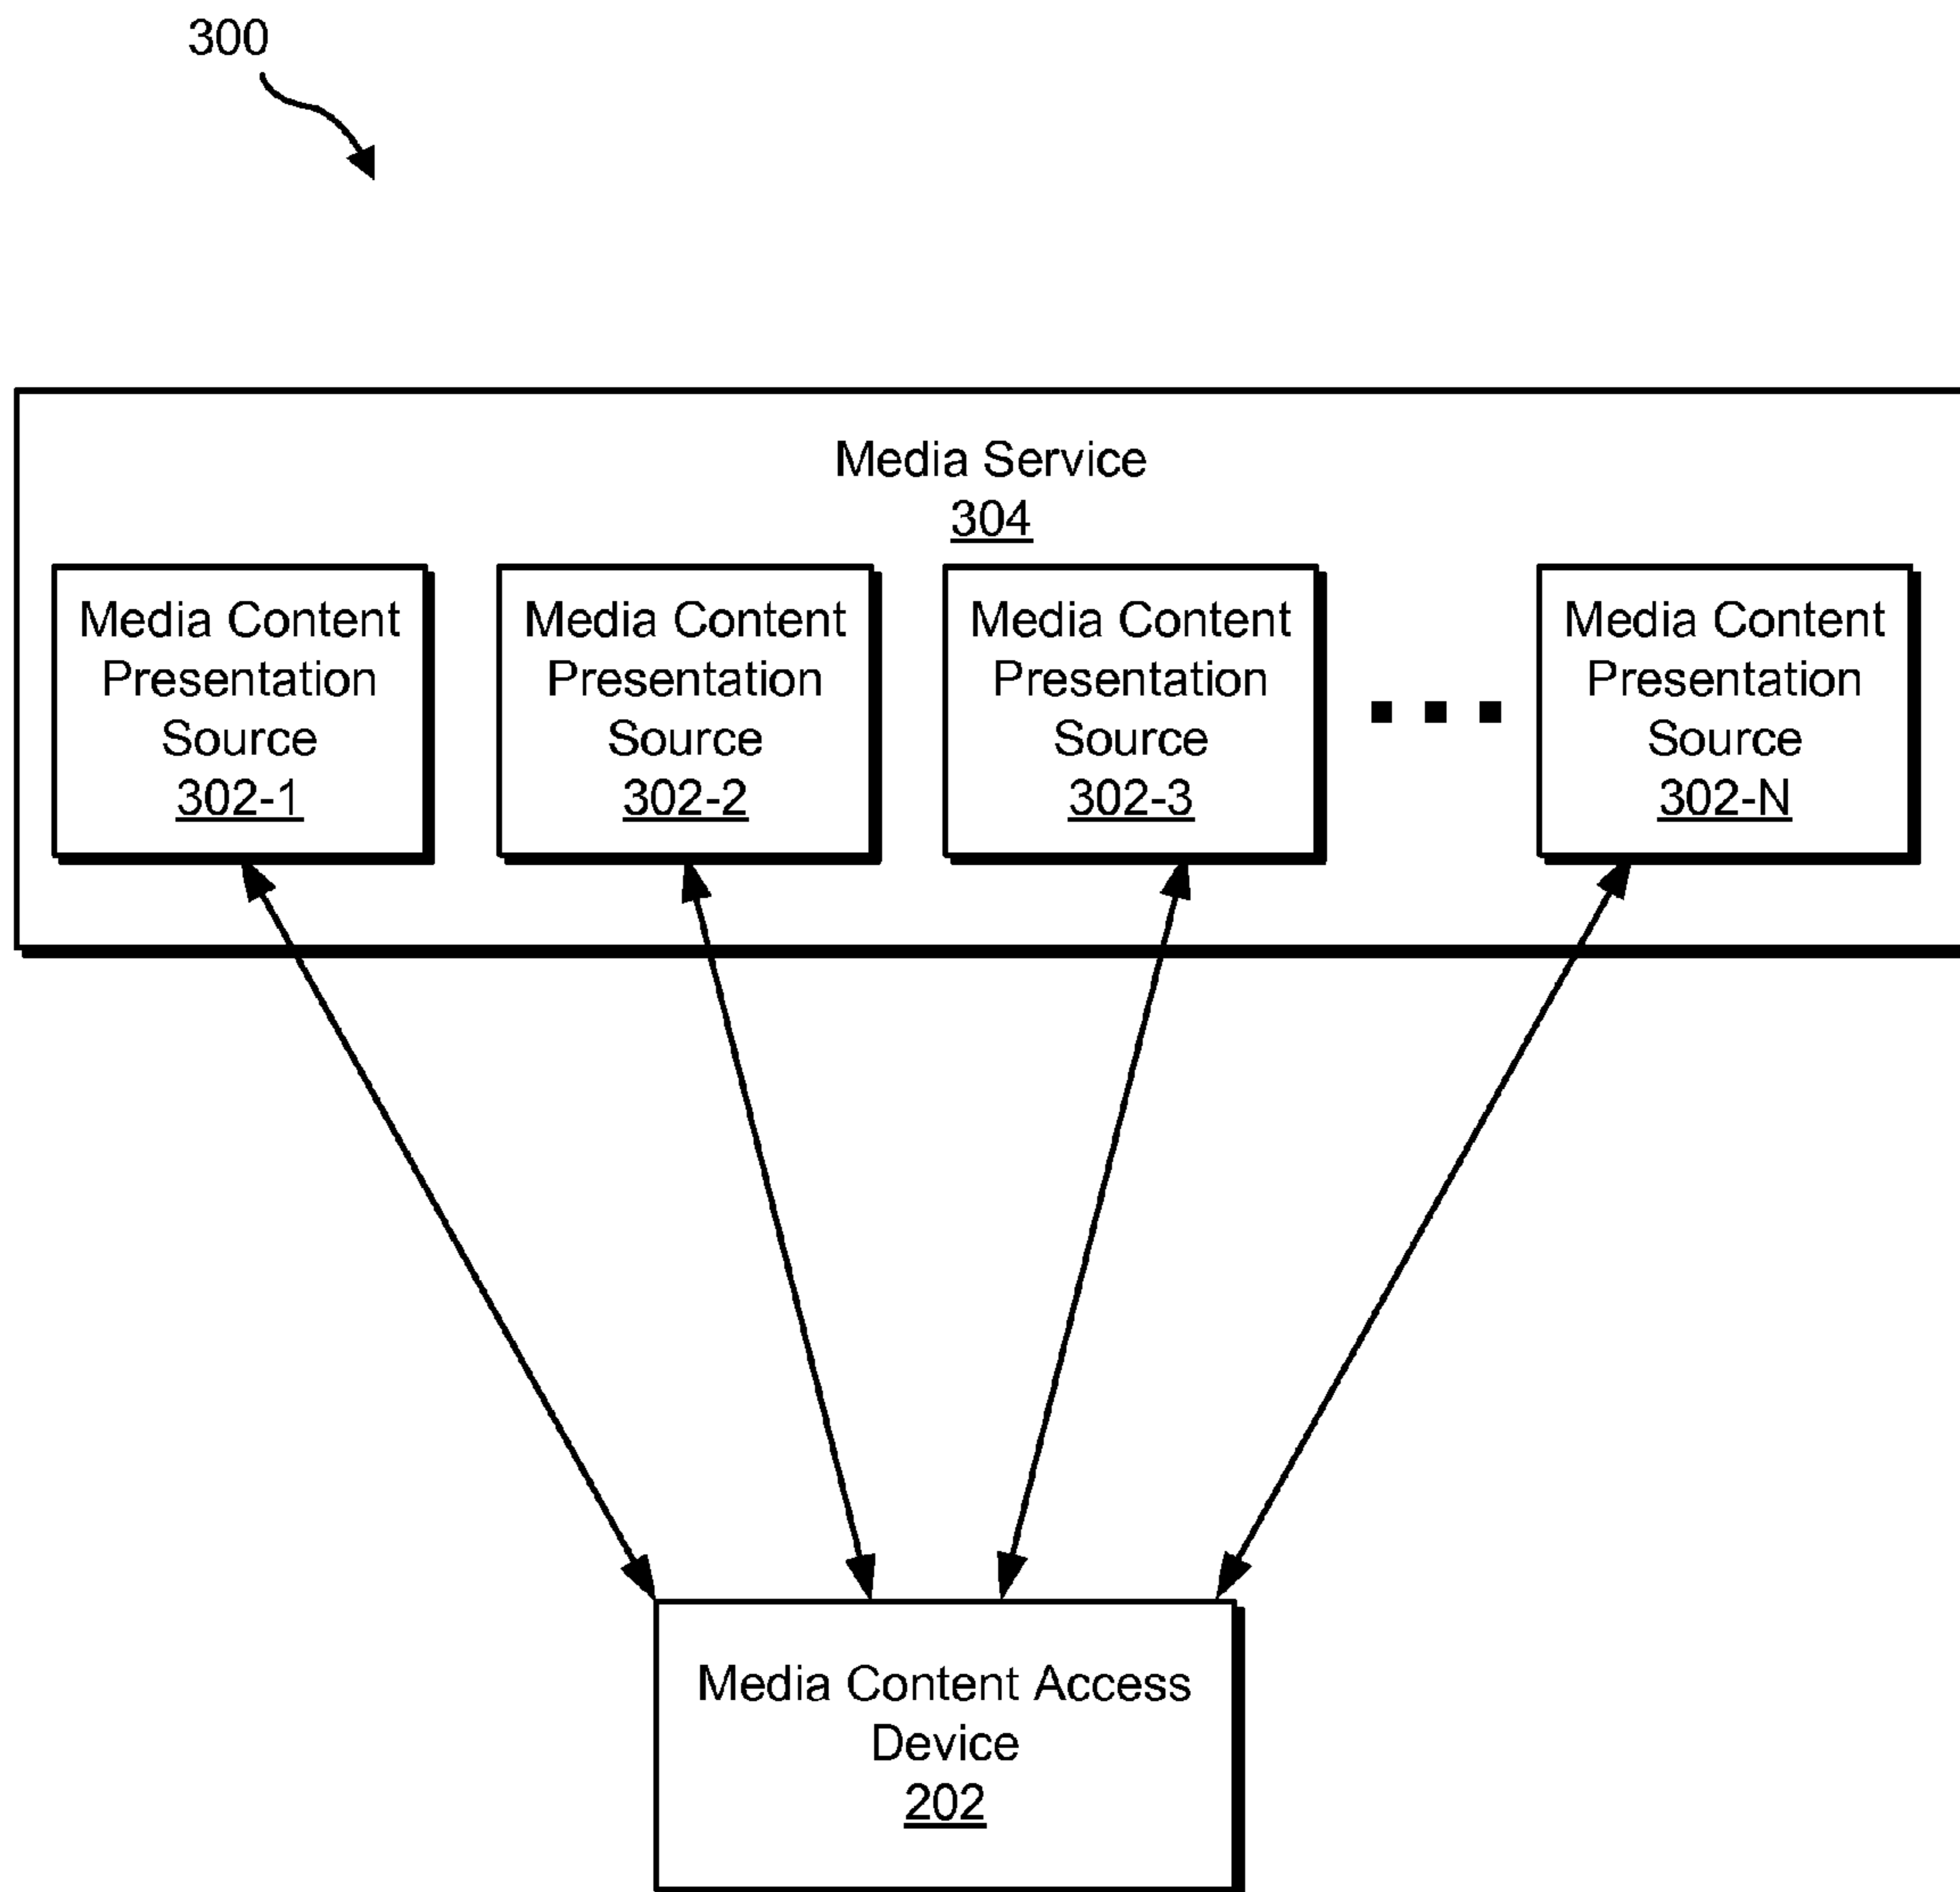 300
Media Service
304
Media Content
Presentation
Source
302-1
Media Content
Presentation
Source
302-2
Media Content
Presentation
Source
302-3
Media Content
Presentation
Source
302-N
Media Content Access
Device
202